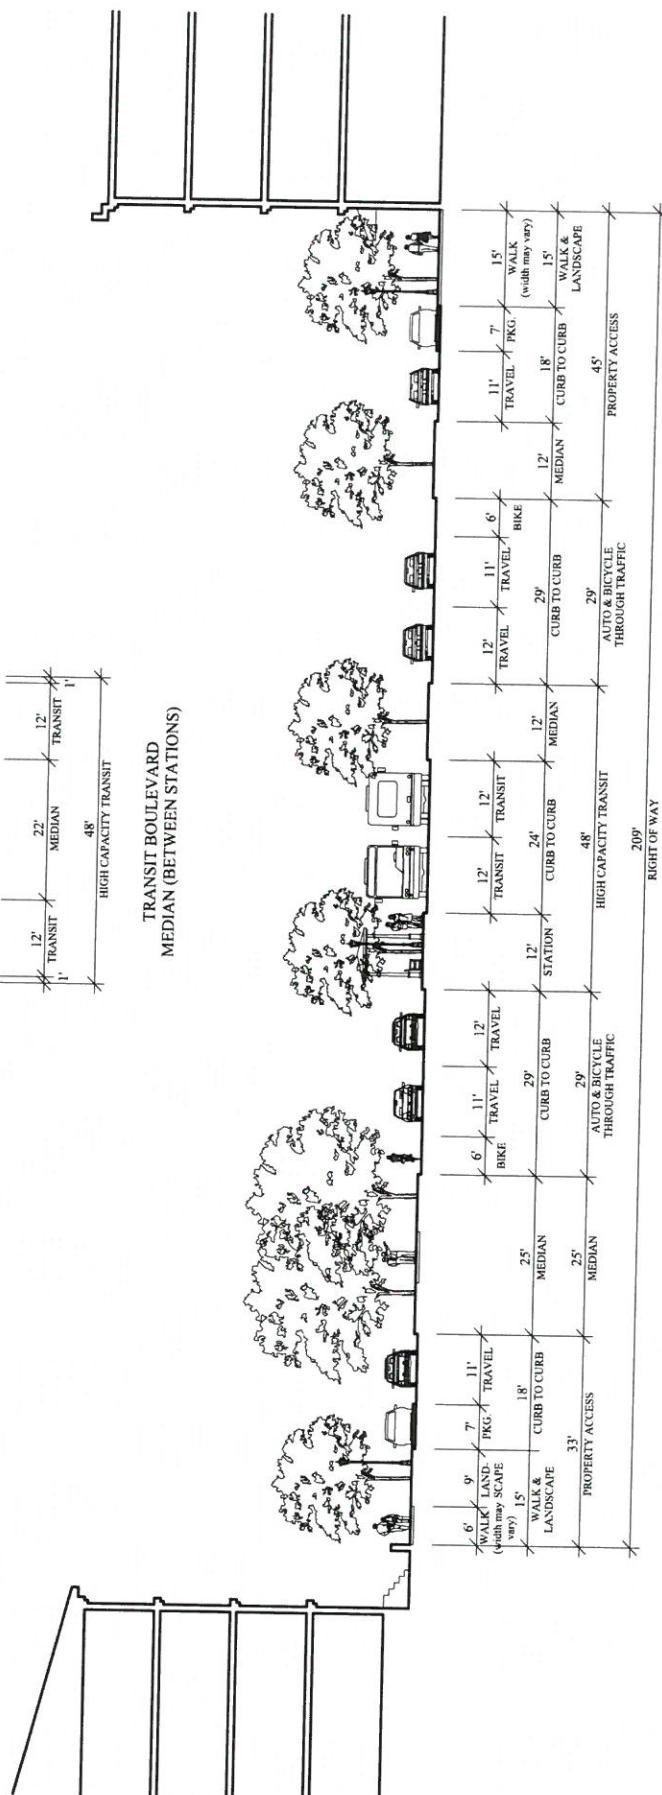 1' 12' 22' 12' 1'
TRANSIT MEDIAN TRANSIT
48'
HIGH CAPACITY TRANSIT
TRANSIT BOULEVARD
MEDIAN (BETWEEN STATIONS)
6' 9' 7' 11' 6' 11' 12' 12' 12' 12' 11' 6' 11' 7' 15'
WALK LAND- PKG. TRAVEL BIKE TRAVEL TRAVEL TRANSIT TRANSIT TRAVEL TRAVEL BIKE TRAVEL PKG. WALK
(width may SCAPE (width may vary)
vary)
15' 18' 25' 29' 12' 24' 12' 29' 12' 18' 15'
WALK & CURB TO CURB MEDIAN CURB TO CURB STATION CURB TO CURB MEDIAN CURB TO CURB MEDIAN CURB TO CURB WALK &
LANDSCAPE LANDSCAPE
33' 25' 29' 48' 29' 45'
PROPERTY ACCESS MEDIAN AUTO & BICYCLE HIGH CAPACITY TRANSIT AUTO & BICYCLE PROPERTY ACCESS
THROUGH TRAFFIC THROUGH TRAFFIC
209'
RIGHT OF WAY